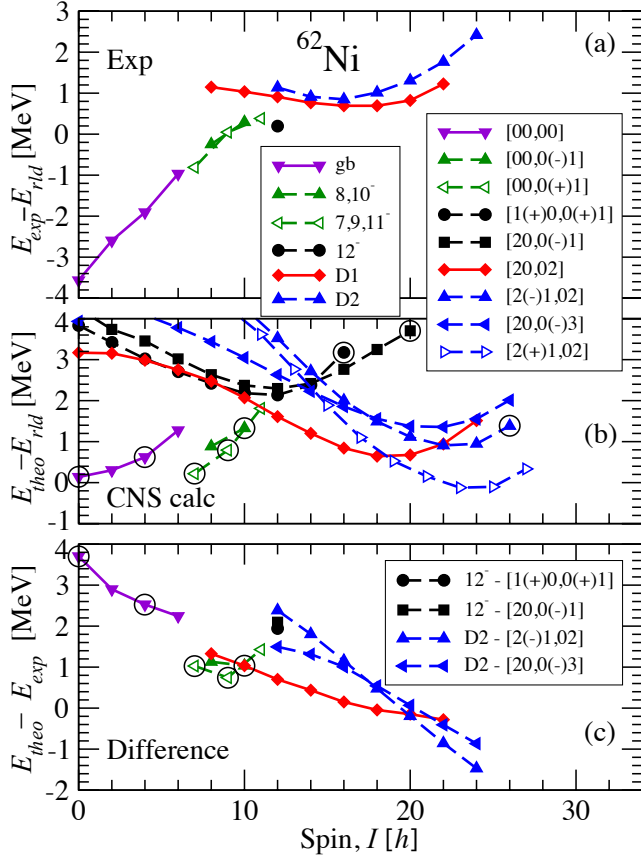 ⁶²Ni
(a)
Exp
E_exp−E_rld [MeV]
4
3
2
1
0
-1
-2
-3
-4
gb
8,10⁻
7,9,11⁻
12⁻
D1
D2
[00,00]
[00,0(-)1]
[00,0(+)1]
[1(+)0,0(+)1]
[20,0(-)1]
[20,02]
[2(-)1,02]
[20,0(-)3]
[2(+)1,02]
E_theo−E_rld [MeV]
4
3
2
1
0
-1
(b)
CNS calc
E_theo− E_exp [MeV]
4
3
2
1
0
-1
-2
12⁻ - [1(+)0,0(+)1]
12⁻ - [20,0(-)1]
D2 - [2(-)1,02]
D2 - [20,0(-)3]
(c)
Difference
0 10 20 30
Spin, I [h]